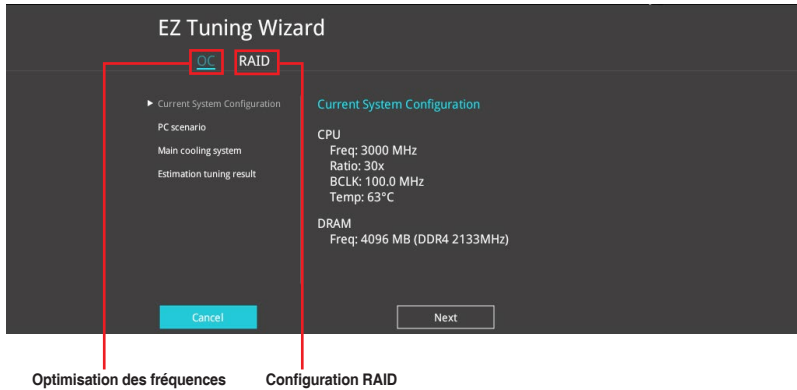 EZ Tuning Wizard
OC RAID
Current System Configuration
PC scenario
Main cooling system
Estimation tuning result
Current System Configuration
CPU
Freq: 3000 MHz
Ratio: 30x
BCLK: 100.0 MHz
Temp: 63°C
DRAM
Freq: 4096 MB (DDR4 2133MHz)
Cancel
Next
Optimisation des fréquences
Configuration RAID